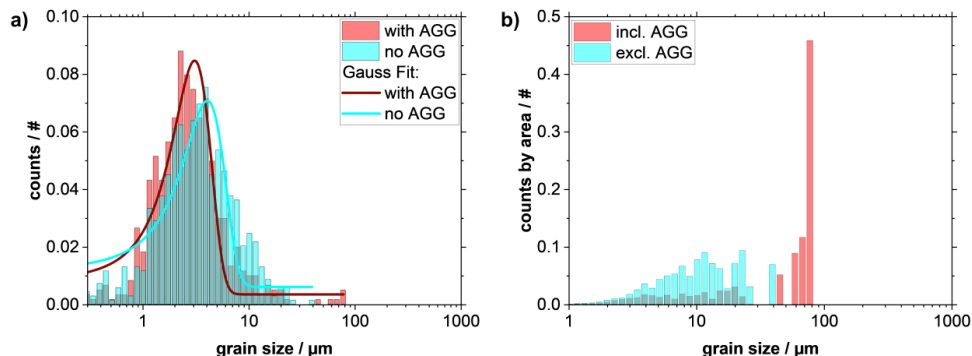 a)
with AGG
no AGG
Gauss Fit:
with AGG
no AGG
counts / #
0.10
0.08
0.06
0.04
0.02
0.00
1
10
100
1000
grain size / µm
b)
incl. AGG
excl. AGG
counts by area / #
0.5
0.4
0.3
0.2
0.1
0.0
1
10
100
1000
grain size / µm